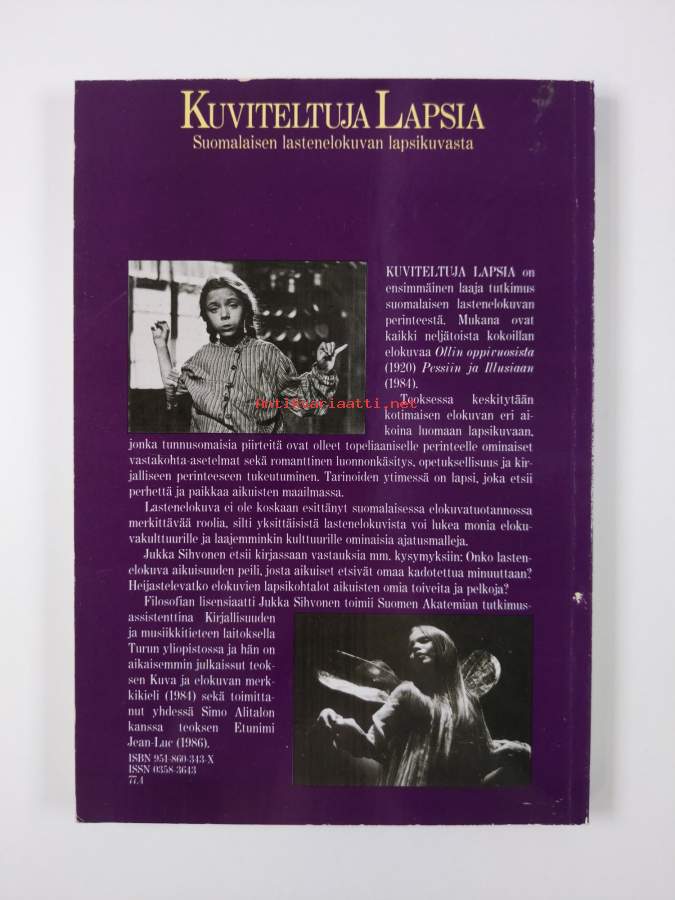 KUVITELTUJA LAPSIA
Suomalaisen lastenelokuvan lapsikuvasta
KUVITELTUJA LAPSIA on
ensimmäinen laaja tutkimus
suomalaisen lastenelokuvan
perinteestä. Mukana ovat
kaikki neljätoista kokoillan
elokuvaa Ollin oppivuosista
(1920) Pessiin ja Illusiaan
(1984).
Teoksessa keskitytään
Antikvariaatti.net
kotimaisen elokuvan eri ai-
koina luomaan lapsikuvaan,
jonka tunnusomaisia piirteitä ovat olleet topeliaaniselle perinteelle ominaiset
vastakohta-asetelmat sekä romanttinen luonnonkäsitys, opetuksellisuus ja kir-
jalliseen perinteeseen tukeutuminen. Tarinoiden ytimessä on lapsi, joka etsii
perhettä ja paikkaa aikuisten maailmassa.
Lastenelokuva ei ole koskaan esittänyt suomalaisessa elokuvatuotannossa
merkittävää roolia, silti yksittäisistä lastenelokuvista voi lukea monia eloku-
vakulttuurille ja laajemminkin kulttuurille ominaisia ajatusmalleja.
Jukka Sihvonen etsii kirjassaan vastauksia mm. kysymyksiin: Onko lasten-
elokuva aikuisuuden peili, josta aikuiset etsivät omaa kadotettua minuuttaan?
Heijastelevatko elokuvien lapsikohtalot aikuisten omia toiveita ja pelkoja?
Filosofian lisensiaatti Jukka Sihvonen toimii Suomen Akatemian tutkimus-
assistenttina Kirjallisuuden
ja musiikkitieteen laitoksella
Turun yliopistossa ja hän on
aikaisemmin julkaissut teok-
sen Kuva ja elokuvan merk-
kikieli (1984) sekä toimitta-
nut yhdessä Simo Alitalon
kanssa teoksen Etunimi
Jean-Luc (1986).
ISBN 951-860-343-X
ISSN 0358-3643
77.4